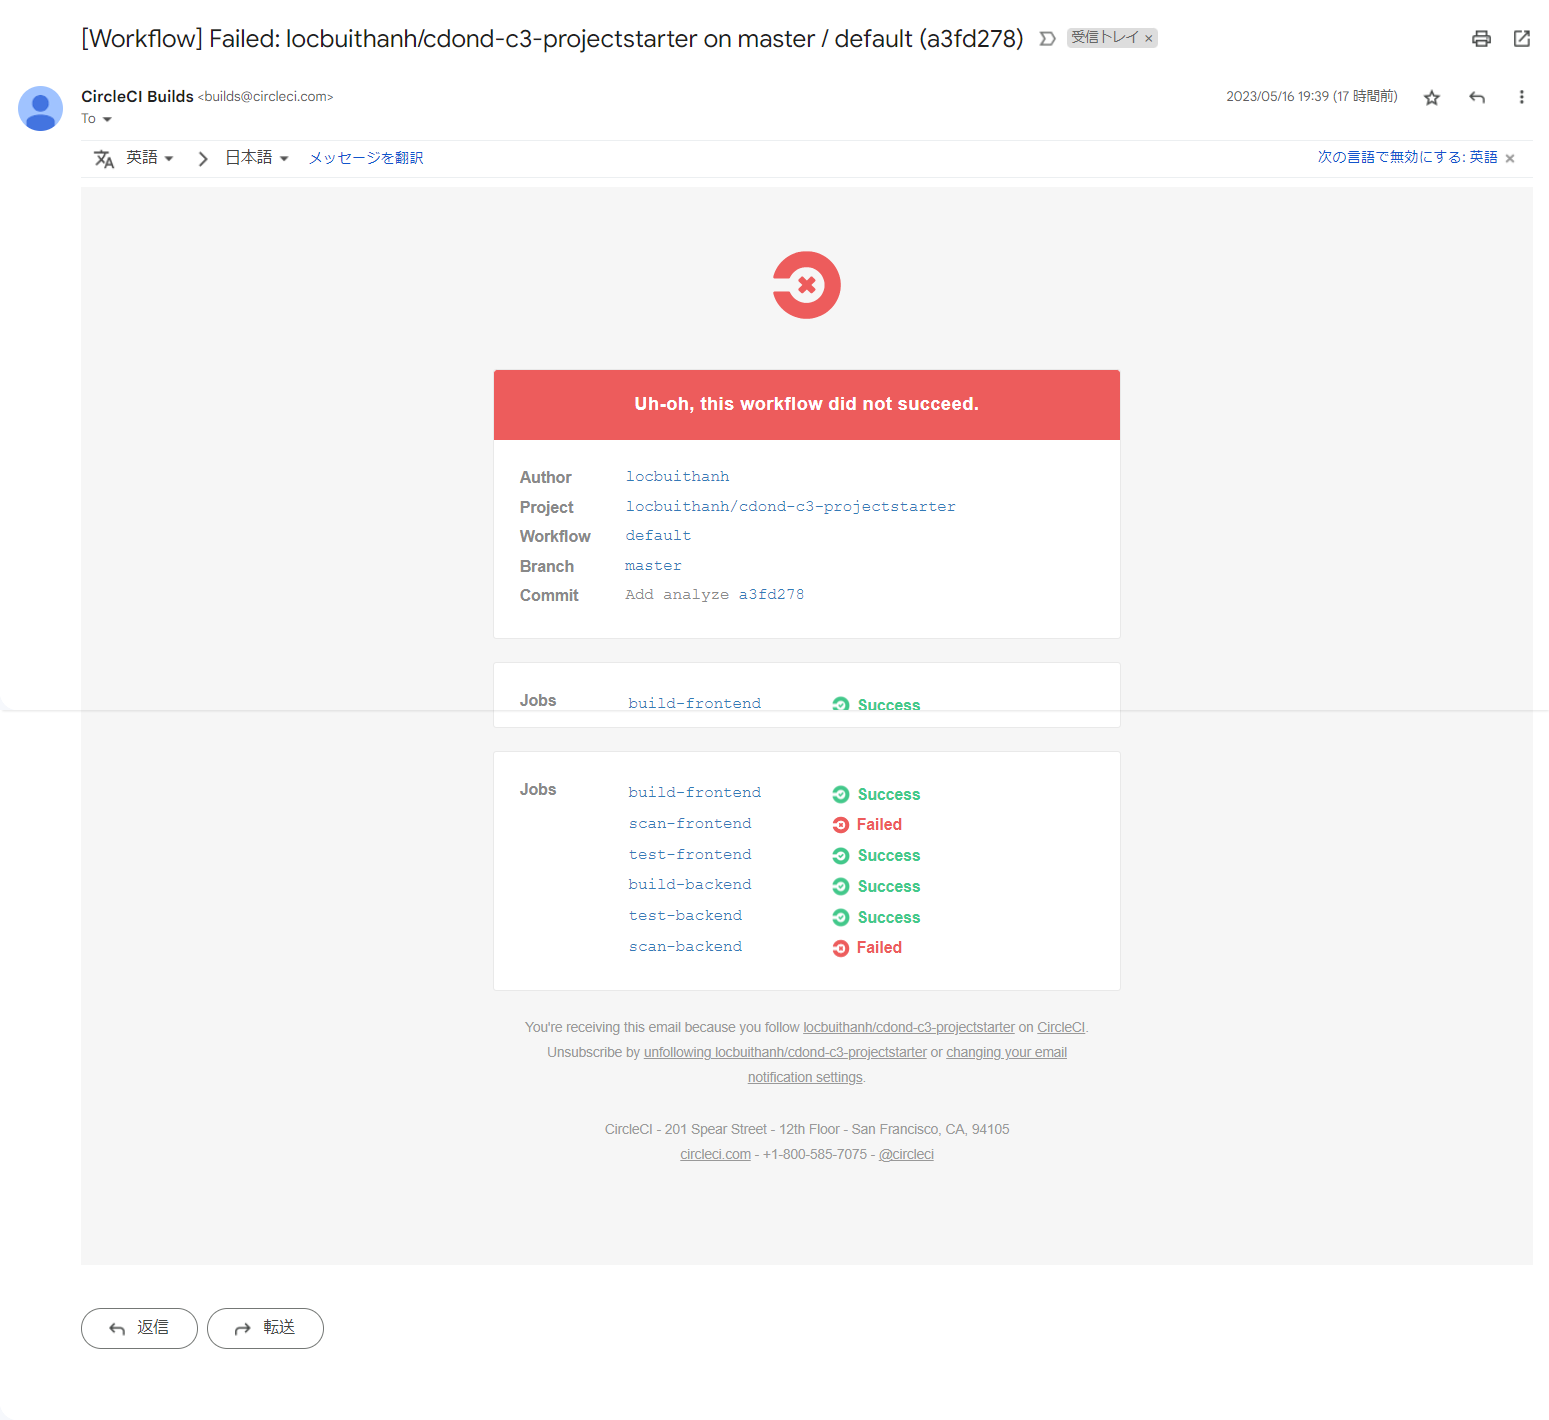 [Workflow] Failed: locbuithanh/cdond-c3-projectstarter on master / default (a3fd278) 受信トレイ ×
CircleCI Builds <builds@circleci.com> 2023/05/16 19:39 (17 時間前)
To
英語 日本語 メッセージを翻訳 次の言語で無効にする: 英語 ×
Uh-oh, this workflow did not succeed.
Author locbuithanh
Project locbuithanh/cdond-c3-projectstarter
Workflow default
Branch master
Commit Add analyze a3fd278
Jobs build-frontend Success
Jobs build-frontend Success
scan-frontend Failed
test-frontend Success
build-backend Success
test-backend Success
scan-backend Failed
You're receiving this email because you follow locbuithanh/cdond-c3-projectstarter on CircleCI.
Unsubscribe by unfollowing locbuithanh/cdond-c3-projectstarter or changing your email
notification settings.
CircleCI - 201 Spear Street - 12th Floor - San Francisco, CA, 94105
circleci.com - +1-800-585-7075 - @circleci
返信 転送